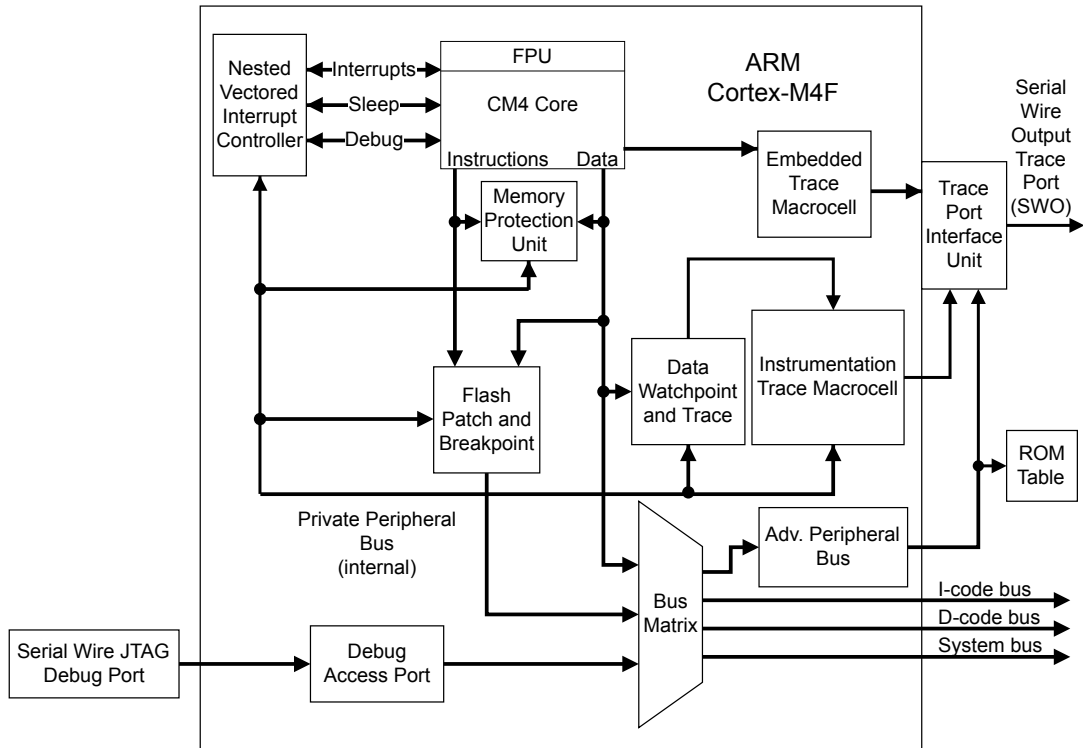 Nested
Vectored
Interrupt
Controller
Interrupts
Sleep
Debug
FPU
CM4 Core
Instructions
Data
ARM
Cortex-M4F
Serial
Wire
Output
Trace
Port
(SWO)
Embedded
Trace
Macrocell
Trace
Port
Interface
Unit
Memory
Protection
Unit
Flash
Patch and
Breakpoint
Data
Watchpoint
and Trace
Instrumentation
Trace Macrocell
ROM
Table
Private Peripheral
Bus
(internal)
Adv. Peripheral
Bus
Bus
Matrix
I-code bus
D-code bus
System bus
Serial Wire JTAG
Debug Port
Debug
Access Port